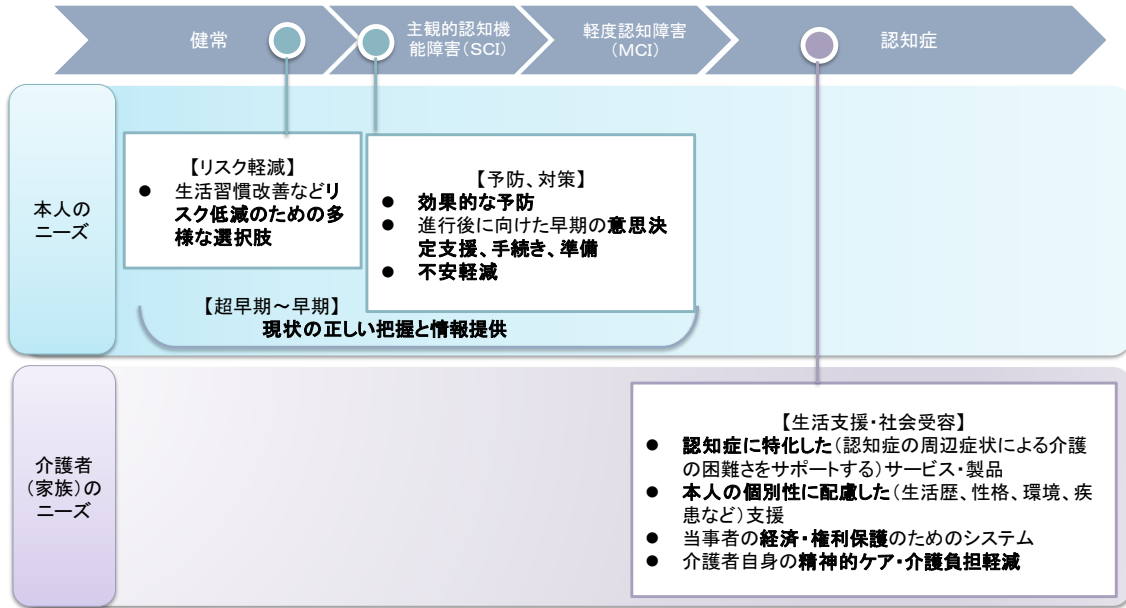 健常
主観的認知機
能障害(SCI)
軽度認知障害
(MCI)
認知症
本人の
ニーズ
【リスク軽減】
● 生活習慣改善などリ
スク低減のための多
様な選択肢
【予防、対策】
● 効果的な予防
● 進行後に向けた早期の意思決
定支援、手続き、準備
● 不安軽減
【超早期～早期】
現状の正しい把握と情報提供
介護者
(家族)の
ニーズ
【生活支援・社会受容】
● 認知症に特化した(認知症の周辺症状による介護
の困難さをサポートする)サービス・製品
● 本人の個別性に配慮した(生活歴、性格、環境、疾
患など)支援
● 当事者の経済・権利保護のためのシステム
● 介護者自身の精神的ケア・介護負担軽減